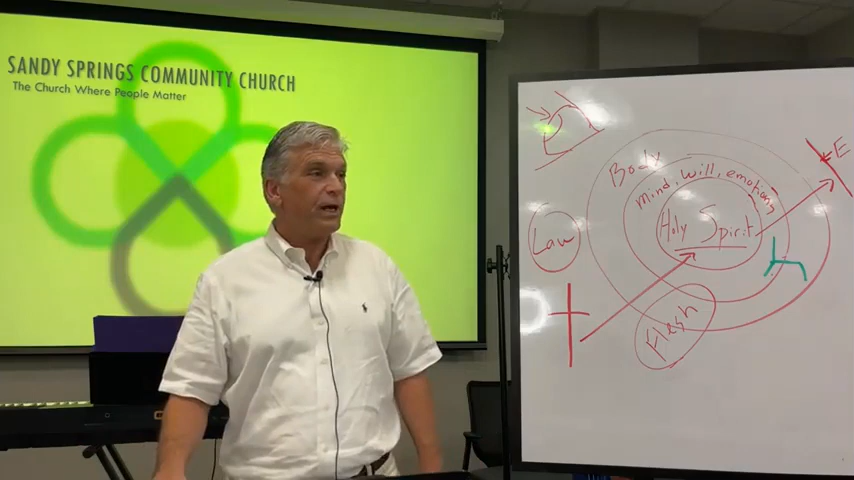 SANDY SPRINGS COMMUNITY CHURCH
The Church Where People Matter
Body
mind, will, emotions
Holy Spirit
Law
Flesh
E